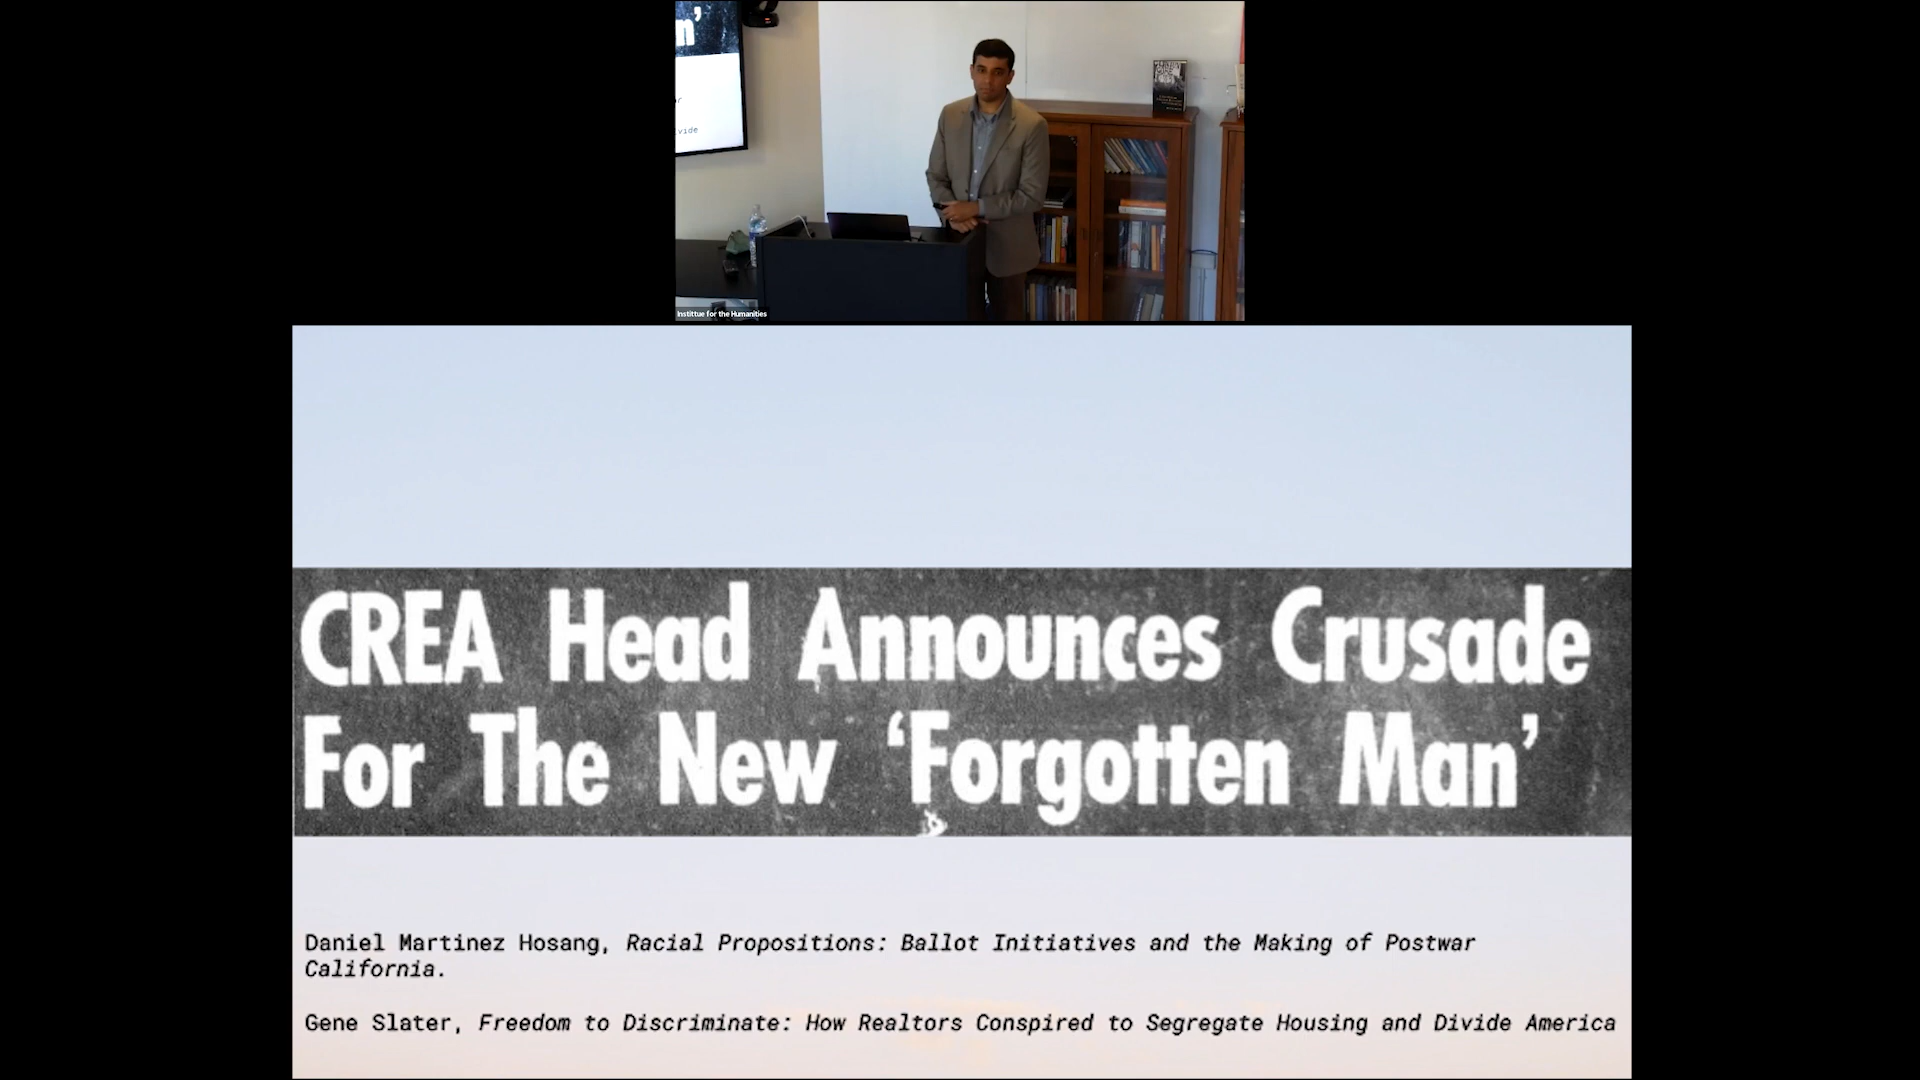 n'
vide
Instittue for the Humanities
CREA Head Announces Crusade
For The New ‘Forgotten Man’
Daniel Martinez Hosang, Racial Propositions: Ballot Initiatives and the Making of Postwar
California.
Gene Slater, Freedom to Discriminate: How Realtors Conspired to Segregate Housing and Divide America